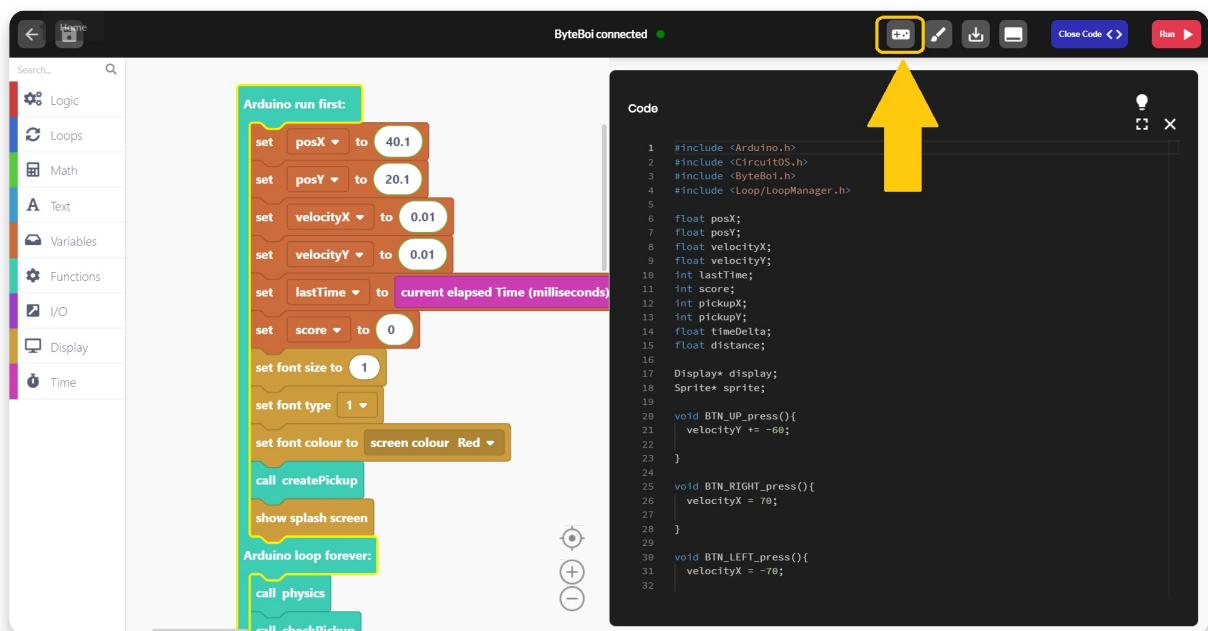 Home
ByteBoi connected
Close Code
Run
Search...
Logic
Loops
Math
Text
Variables
Functions
I/O
Display
Time
Arduino run first:
set posX to 40.1
set posY to 20.1
set velocityX to 0.01
set velocityY to 0.01
set lastTime to current elapsed Time (milliseconds)
set score to 0
set font size to 1
set font type 1
set font colour to screen colour Red
call createPickup
show splash screen
Arduino loop forever:
call physics
call checkPickup
Code
1 #include <Arduino.h>
2 #include <CircuitOS.h>
3 #include <ByteBoi.h>
4 #include <Loop/LoopManager.h>
5
6 float posX;
7 float posY;
8 float velocityX;
9 float velocityY;
10 int lastTime;
11 int score;
12 int pickupX;
13 int pickupY;
14 float timeDelta;
15 float distance;
16
17 Display* display;
18 Sprite* sprite;
19
20 void BTN_UP_press(){
21 velocityY += -60;
22
23 }
24
25 void BTN_RIGHT_press(){
26 velocityX = 70;
27
28 }
29
30 void BTN_LEFT_press(){
31 velocityX = -70;
32